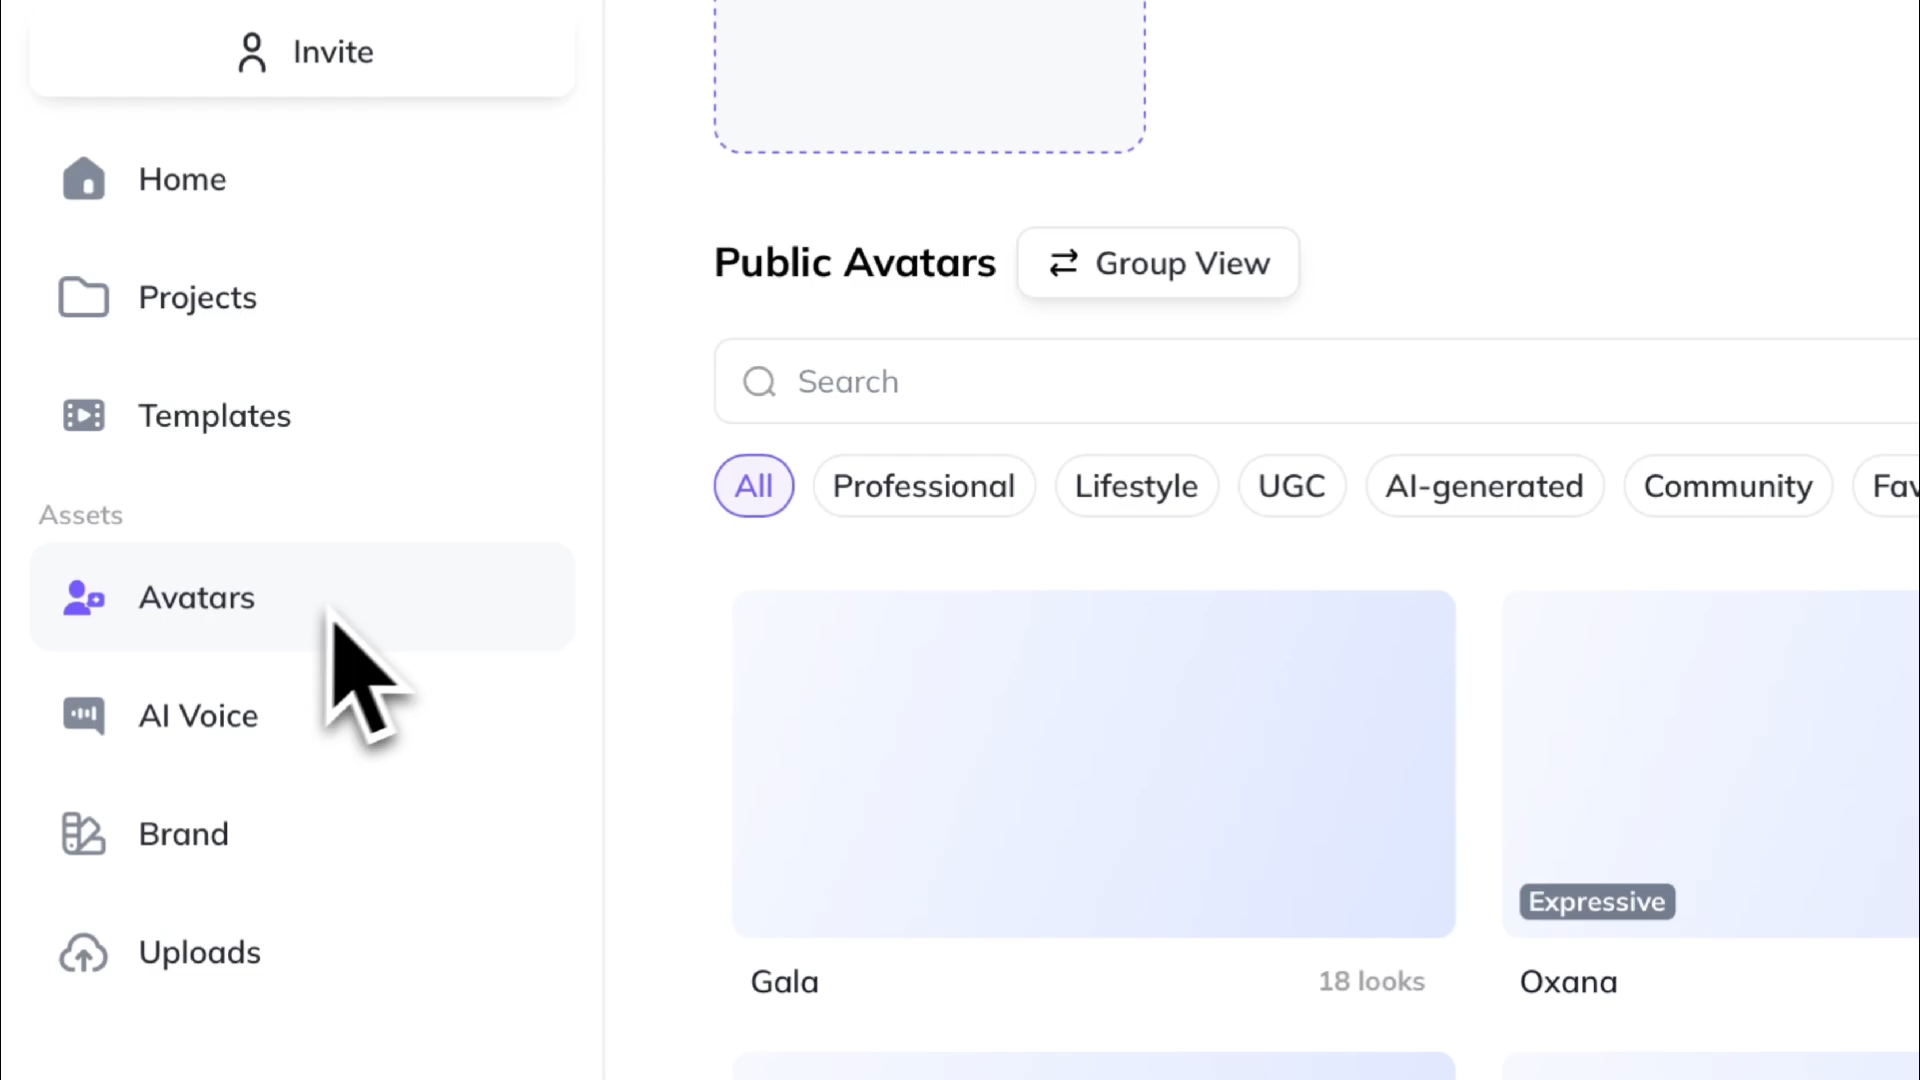 Invite
Home
Projects
Templates
Assets
Avatars
AI Voice
Brand
Uploads
Public Avatars
Group View
Search
All
Professional
Lifestyle
UGC
AI-generated
Community
Fav
Expressive
Gala
18 looks
Oxana